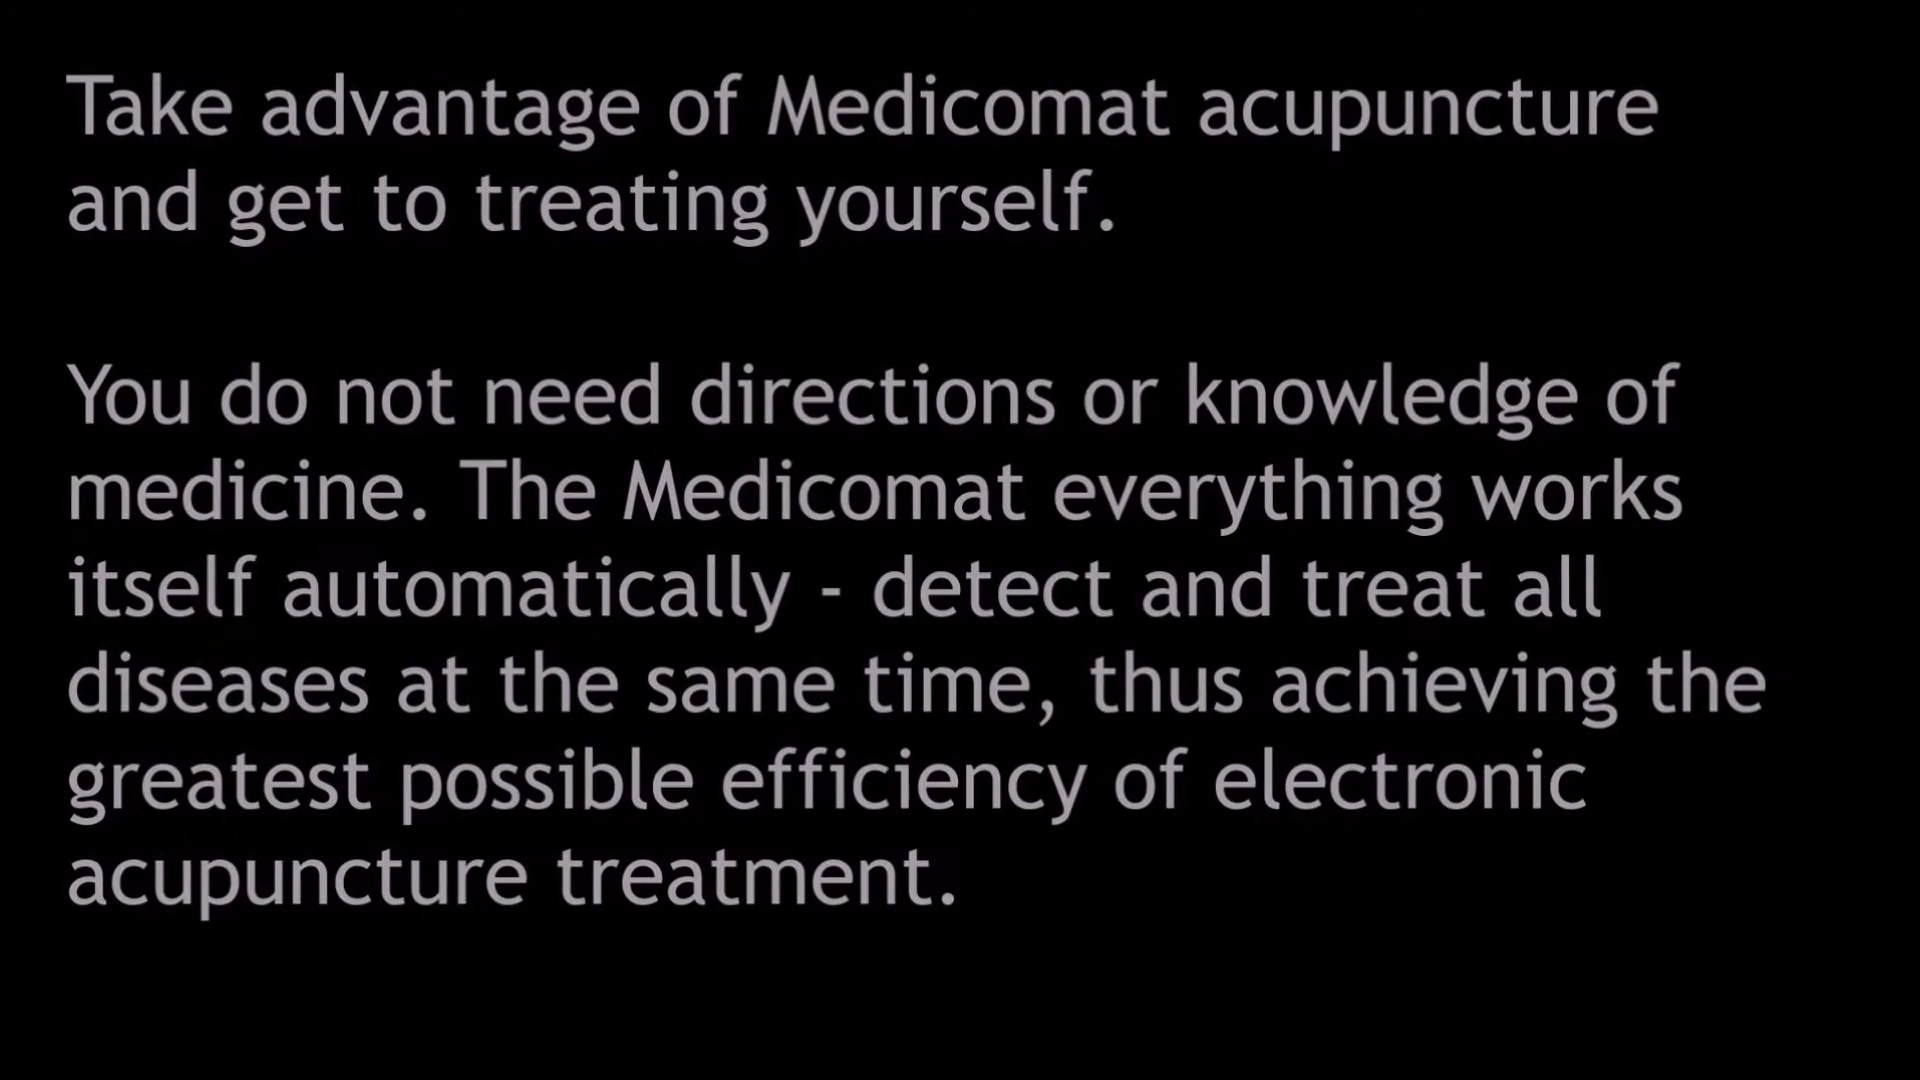 Take advantage of Medicomat acupuncture
and get to treating yourself.
You do not need directions or knowledge of
medicine. The Medicomat everything works
itself automatically - detect and treat all
diseases at the same time, thus achieving the
greatest possible efficiency of electronic
acupuncture treatment.